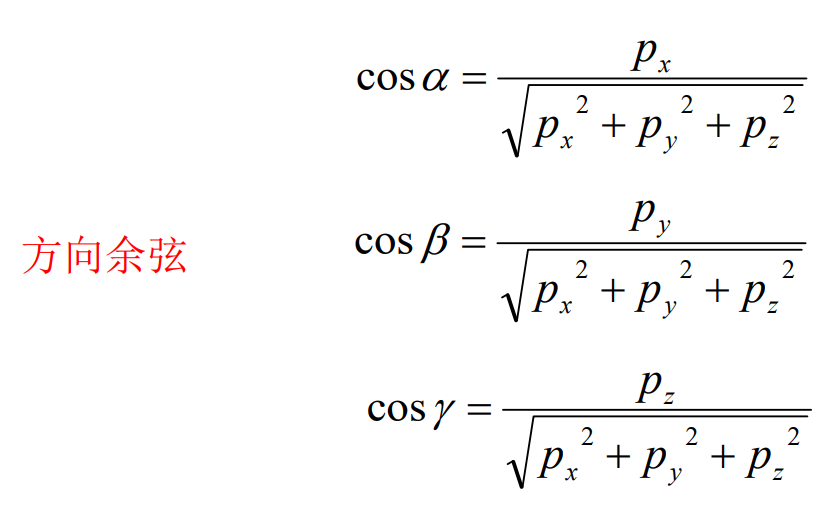 cos α = p_x / √(p_x² + p_y² + p_z²)
方向余弦
cos β = p_y / √(p_x² + p_y² + p_z²)
cos γ = p_z / √(p_x² + p_y² + p_z²)